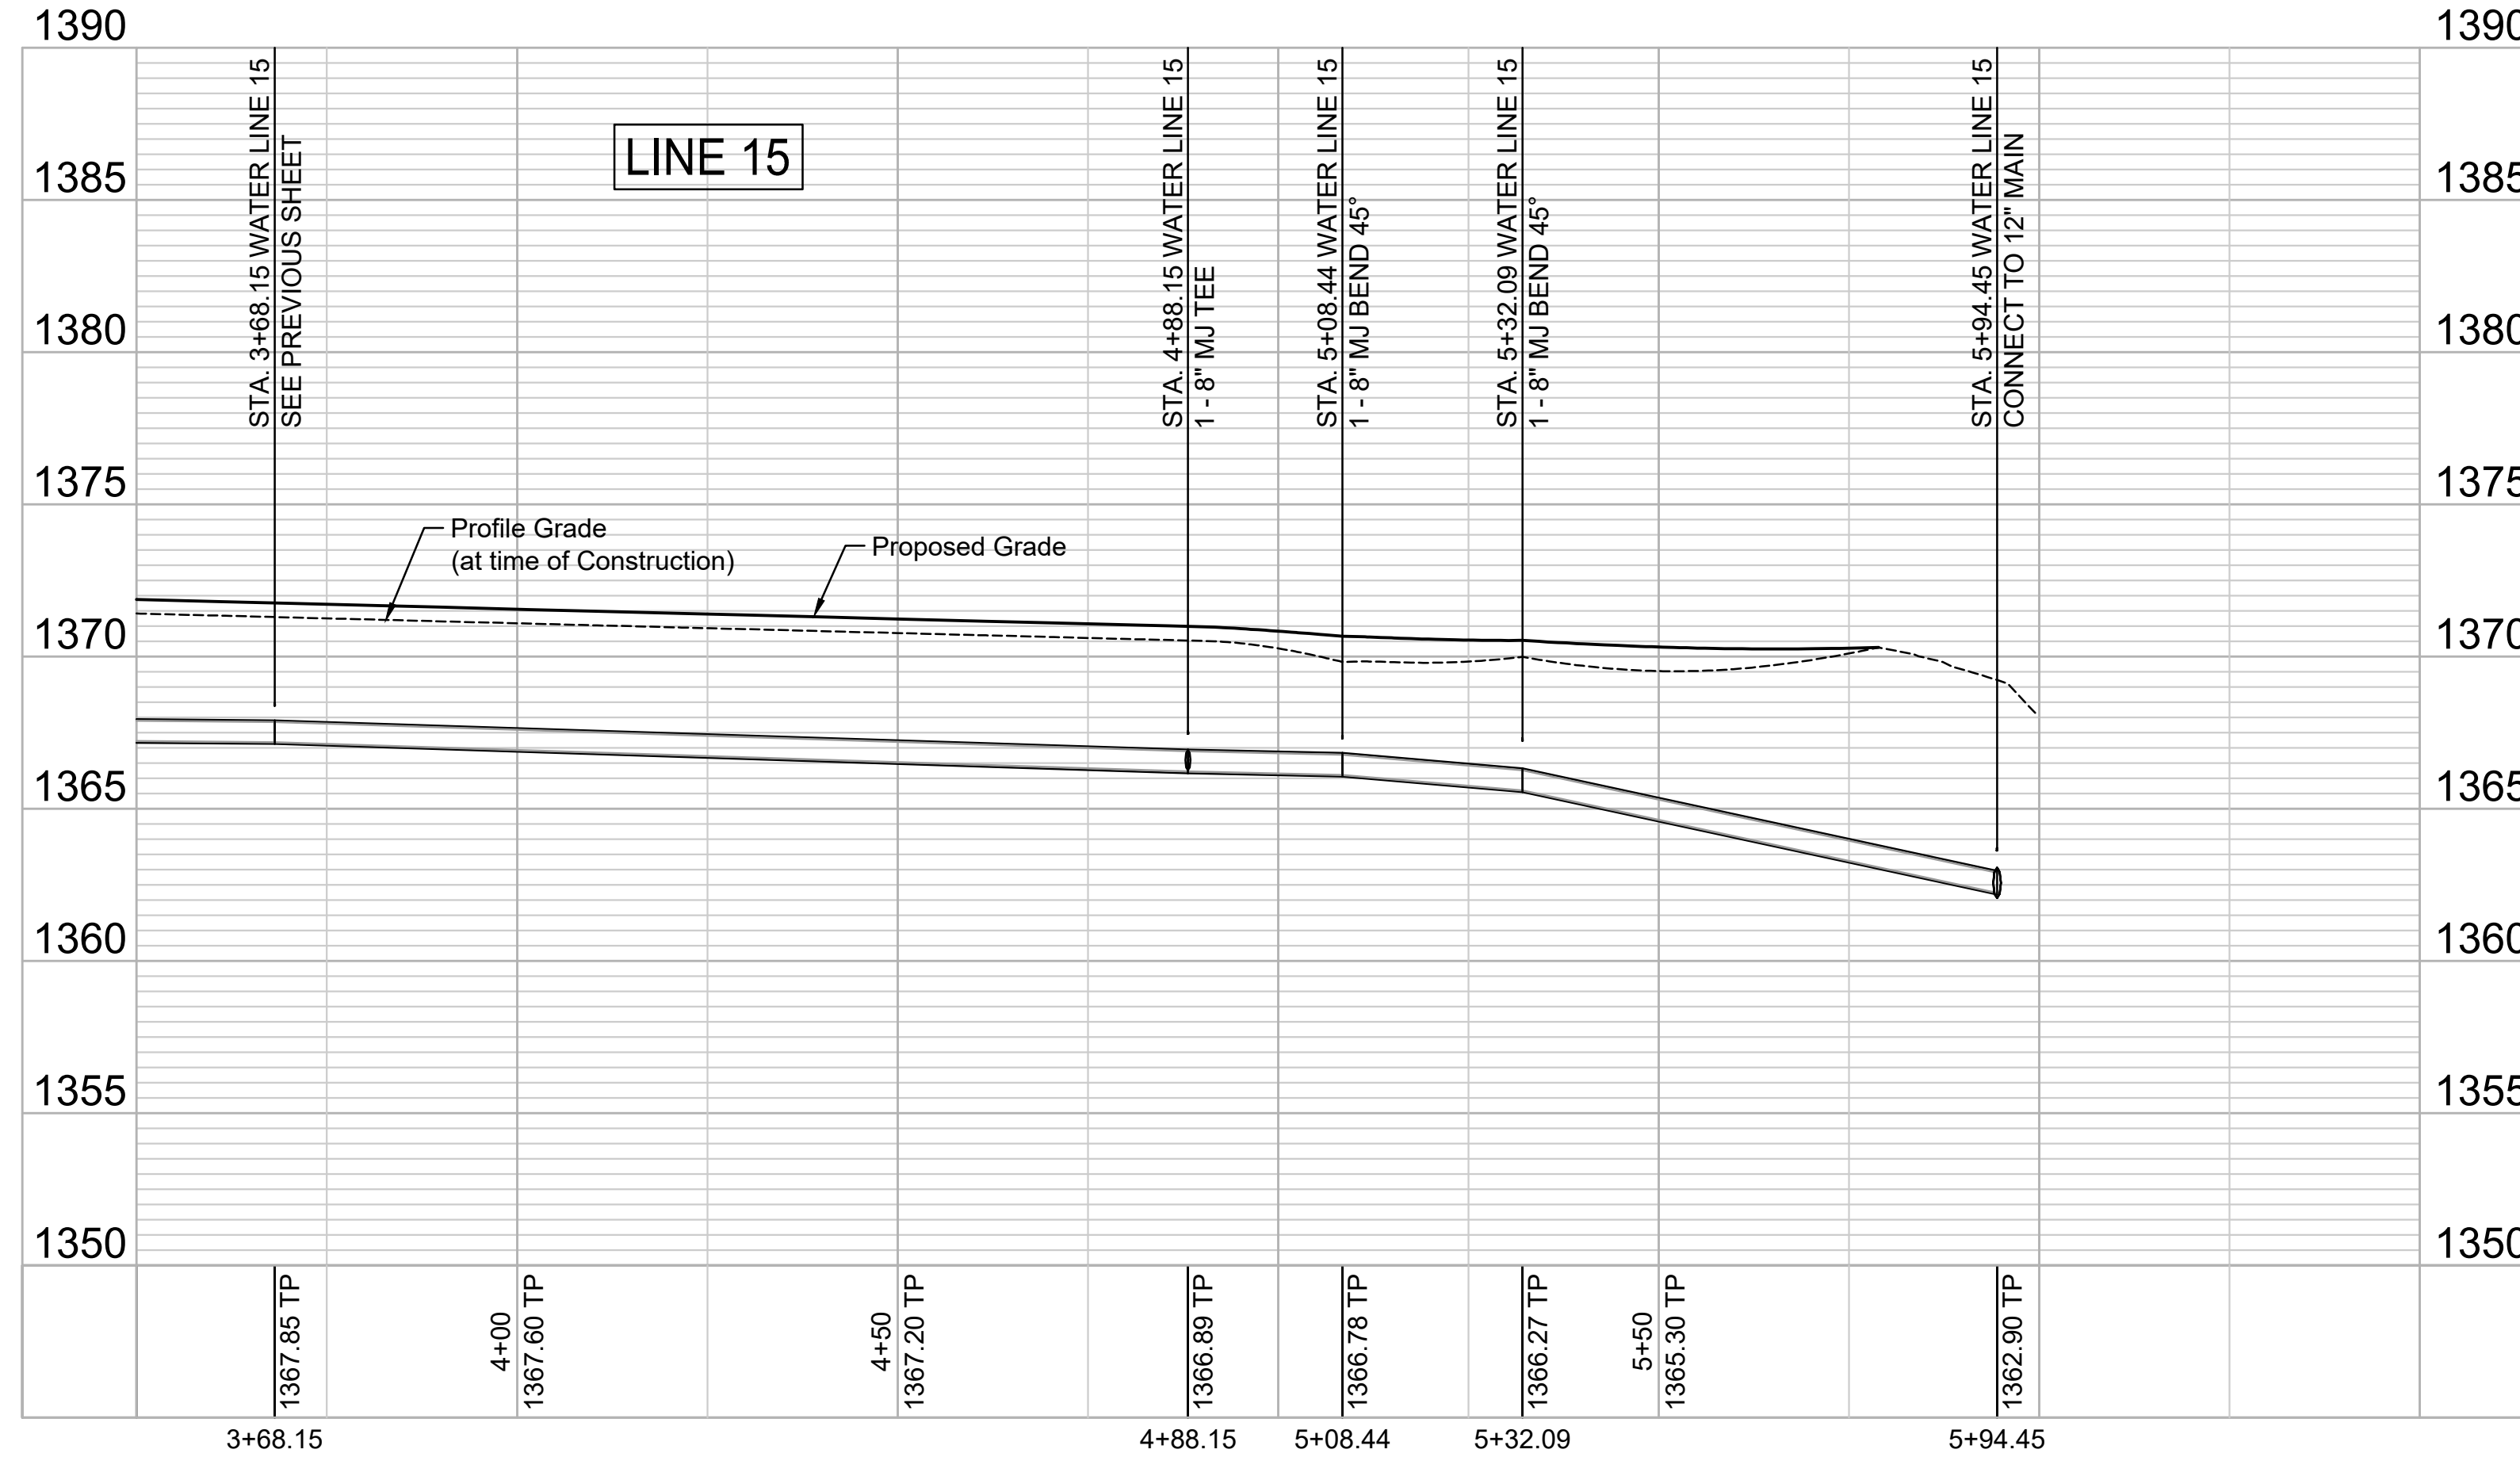 1390
1390
STA. 3+68.15 WATER LINE 15
SEE PREVIOUS SHEET
LINE 15
STA. 4+88.15 WATER LINE 15
1 - 8" MJ TEE
STA. 5+08.44 WATER LINE 15
1 - 8" MJ BEND 45°
STA. 5+32.09 WATER LINE 15
1 - 8" MJ BEND 45°
STA. 5+94.45 WATER LINE 15
CONNECT TO 12" MAIN
1385
1385
1380
1380
1375
1375
Profile Grade
(at time of Construction)
Proposed Grade
1370
1370
1365
1365
1360
1360
1355
1355
1350
1350
1367.85 TP
4+00
1367.60 TP
4+50
1367.20 TP
1366.89 TP
1366.78 TP
1366.27 TP
5+50
1365.30 TP
1362.90 TP
3+68.15
4+88.15
5+08.44
5+32.09
5+94.45